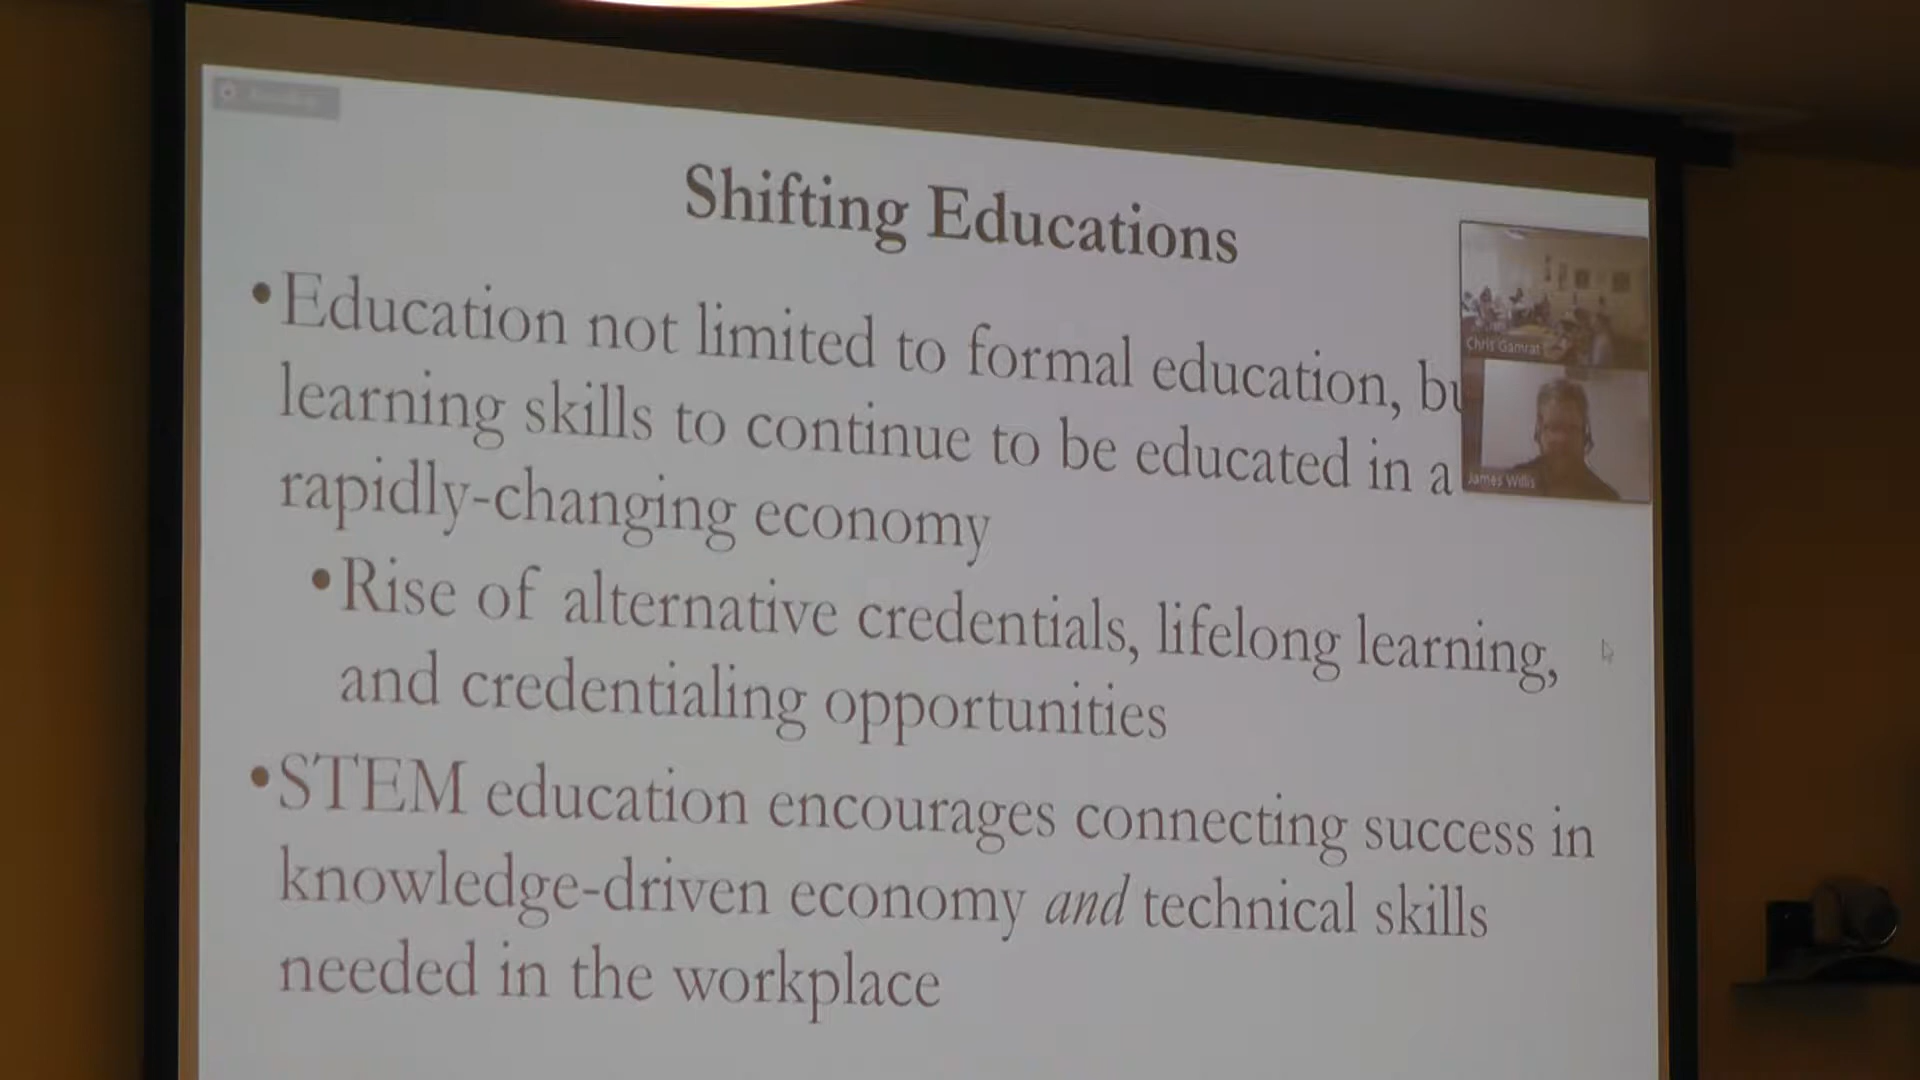 Shifting Educations
•Education not limited to formal education, bu
learning skills to continue to be educated in a
rapidly-changing economy
•Rise of alternative credentials, lifelong learning,
and credentialing opportunities
•STEM education encourages connecting success in
knowledge-driven economy and technical skills
needed in the workplace
Chris Gamrat
James Willis